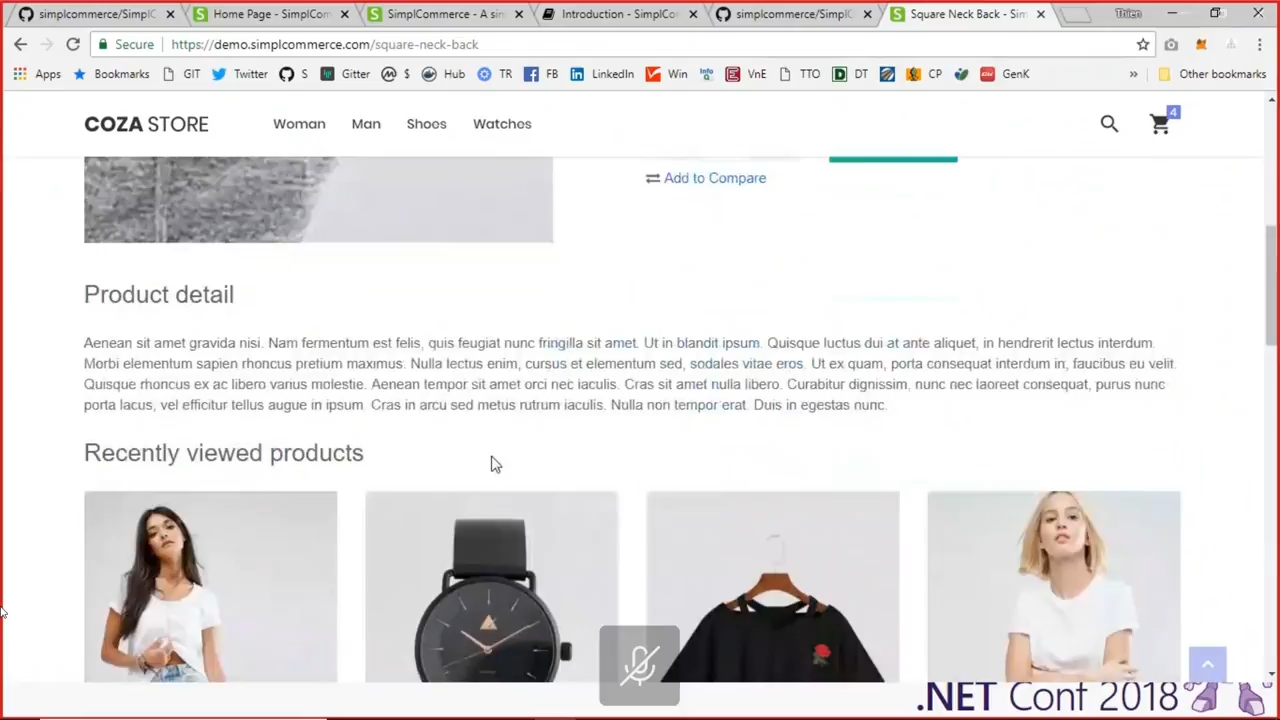 simplcommerce/SimplC
Home Page - SimplCom
SimplCommerce - A sin
Introduction - SimplCo
simplcommerce/SimplC
Square Neck Back - Sim
Thien
Secure
https://demo.simplcommerce.com/square-neck-back
Apps
Bookmarks
GIT
Twitter
S
Gitter
S
Hub
TR
FB
LinkedIn
Win
VnE
TTO
DT
CP
GenK
Other bookmarks
COZA STORE
Woman
Man
Shoes
Watches
4
Add to Compare
Product detail
Aenean sit amet gravida nisi. Nam fermentum est felis, quis feugiat nunc fringilla sit amet. Ut in blandit ipsum. Quisque luctus dui at ante aliquet, in hendrerit lectus interdum.
Morbi elementum sapien rhoncus pretium maximus. Nulla lectus enim, cursus et elementum sed, sodales vitae eros. Ut ex quam, porta consequat interdum in, faucibus eu velit.
Quisque rhoncus ex ac libero varius molestie. Aenean tempor sit amet orci nec iaculis. Cras sit amet nulla libero. Curabitur dignissim, nunc nec laoreet consequat, purus nunc
porta lacus, vel efficitur tellus augue in ipsum. Cras in arcu sed metus rutrum iaculis. Nulla non tempor erat. Duis in egestas nunc.
Recently viewed products
.NET Conf 2018